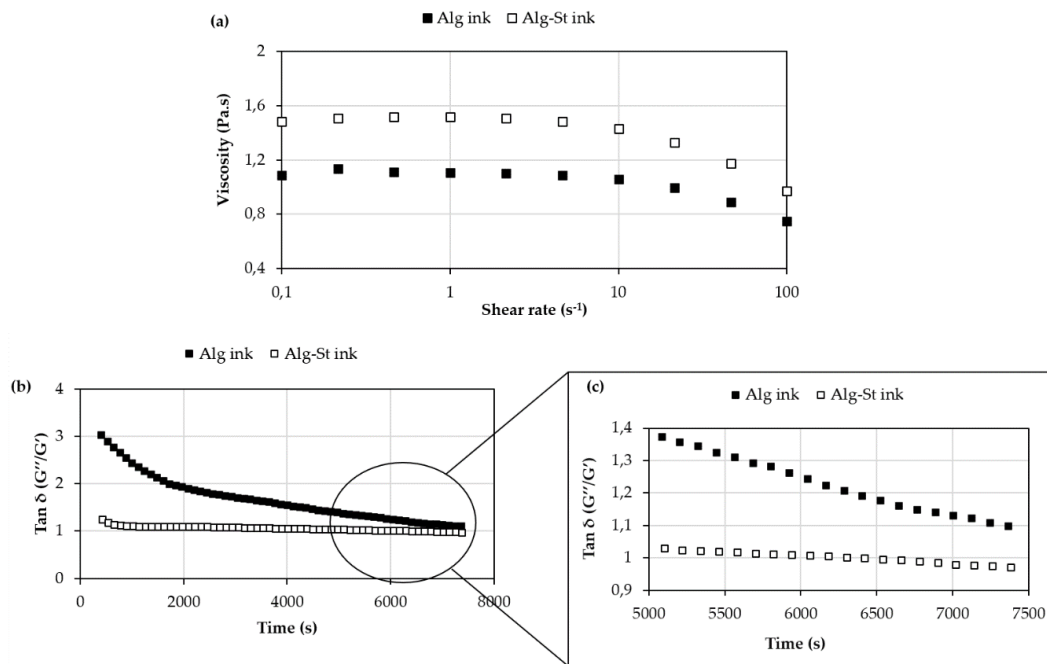 (a)
■ Alg ink □ Alg-St ink
Viscosity (Pa.s)
2
1,6
1,2
0,8
0,4
0,1 1 10 100
Shear rate (s⁻¹)
(b)
■ Alg ink □ Alg-St ink
Tan δ (G''/G')
4
3
2
1
0
0 2000 4000 6000 8000
Time (s)
(c)
■ Alg ink □ Alg-St ink
Tan δ (G''/G')
1,4
1,3
1,2
1,1
1
0,9
5000 5500 6000 6500 7000 7500
Time (s)